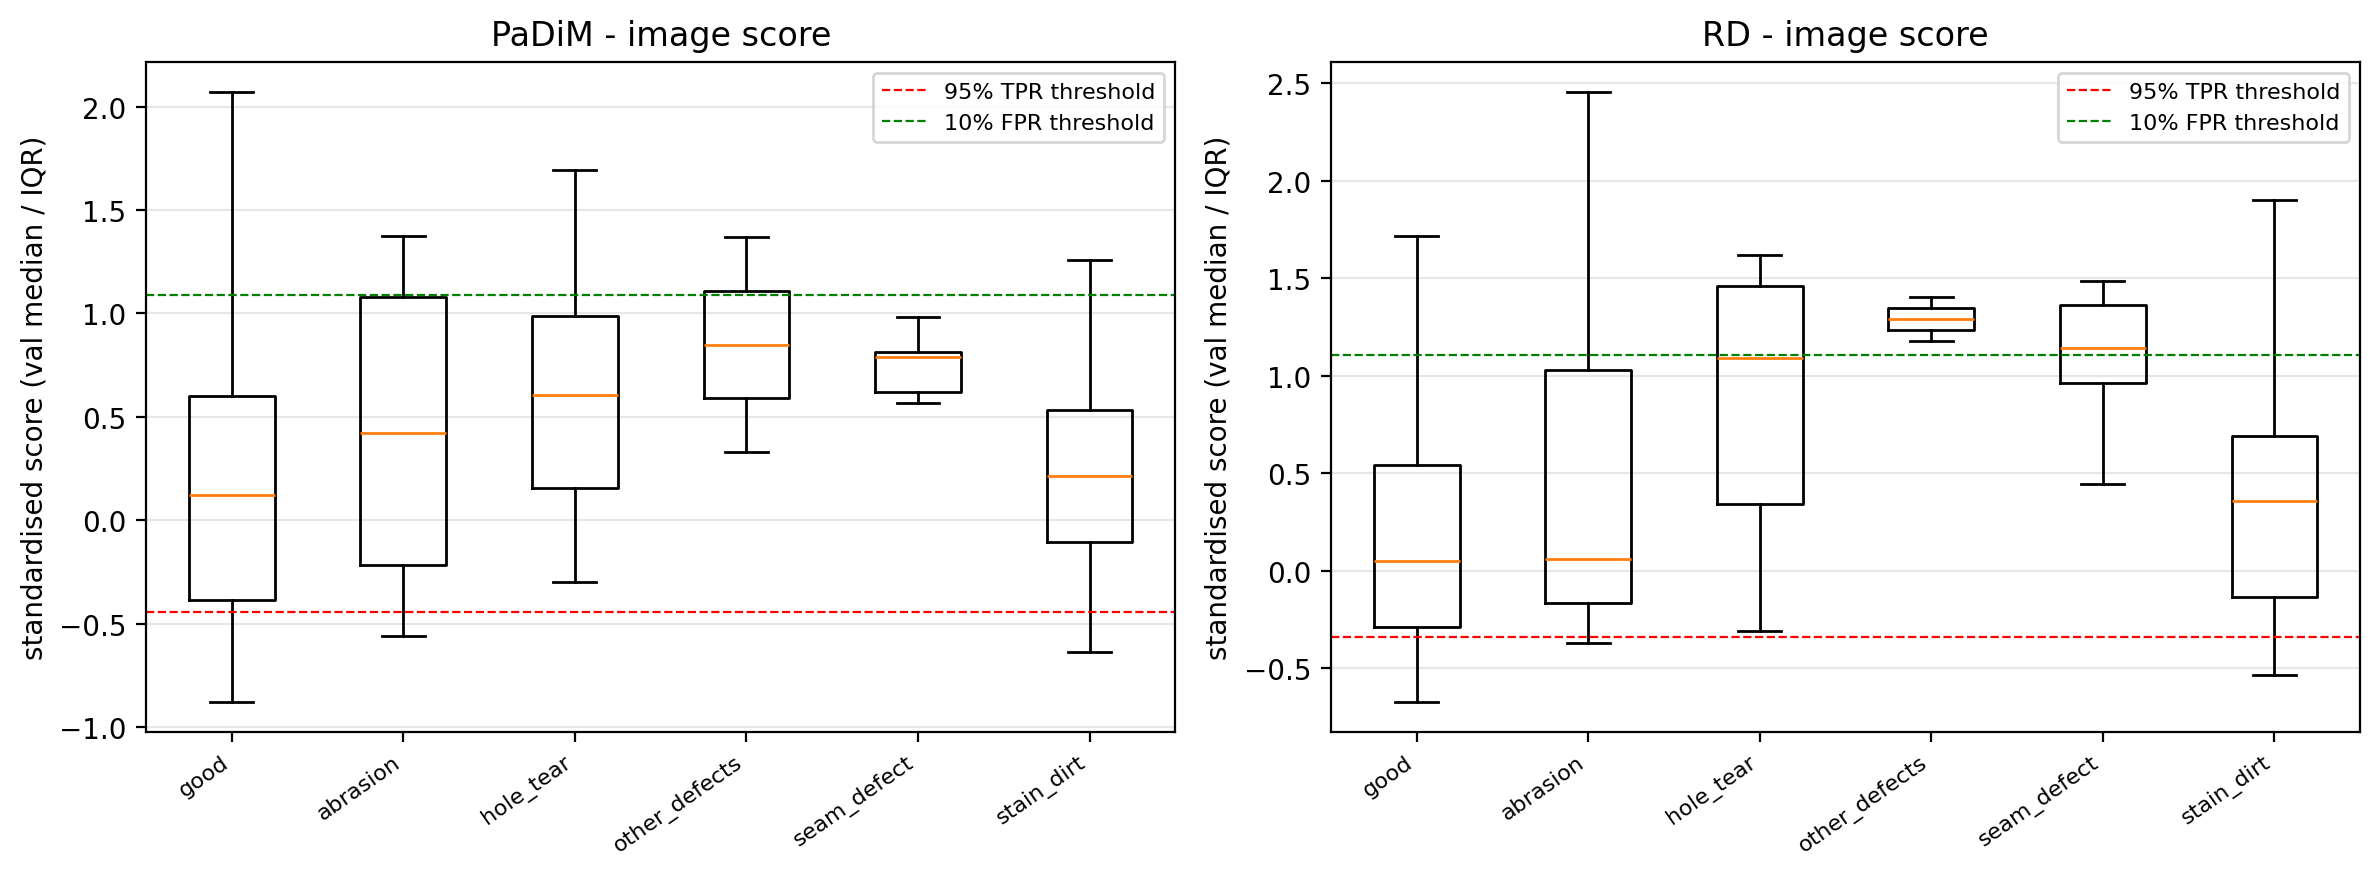 PaDiM - image score
standardised score (val median / IQR)
2.0
1.5
1.0
0.5
0.0
−0.5
−1.0
95% TPR threshold
10% FPR threshold
good
abrasion
hole_tear
other_defects
seam_defect
stain_dirt
RD - image score
standardised score (val median / IQR)
2.5
2.0
1.5
1.0
0.5
0.0
−0.5
95% TPR threshold
10% FPR threshold
good
abrasion
hole_tear
other_defects
seam_defect
stain_dirt